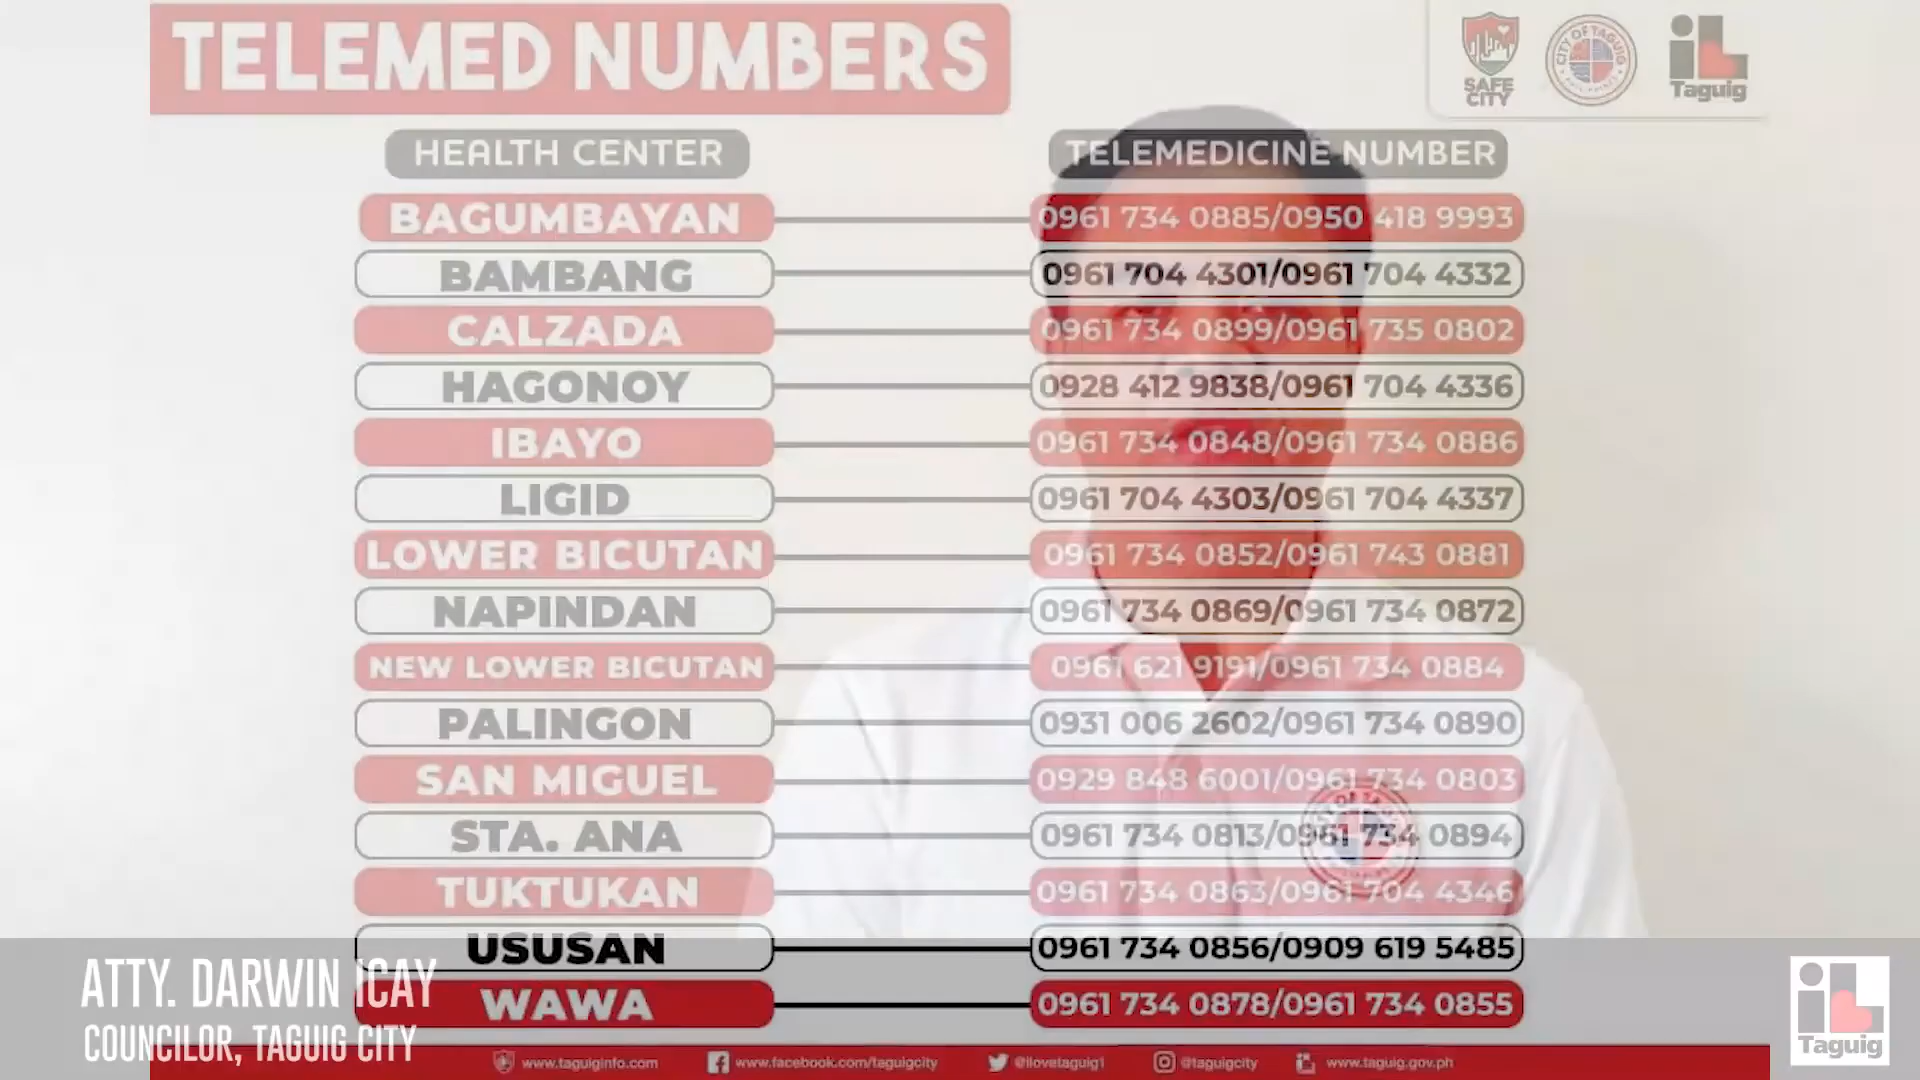 TELEMED NUMBERS
SAFE CITY
CITY OF TAGUIG
iL Taguig
HEALTH CENTER TELEMEDICINE NUMBER
BAGUMBAYAN 0961 734 0885/0950 418 9993
BAMBANG 0961 704 4301/0961 704 4332
CALZADA 0961 734 0899/0961 735 0802
HAGONOY 0928 412 9838/0961 704 4336
IBAYO 0961 734 0848/0961 734 0886
LIGID 0961 704 4303/0961 704 4337
LOWER BICUTAN 0961 734 0852/0961 743 0881
NAPINDAN 0961 734 0869/0961 734 0872
NEW LOWER BICUTAN 0961 621 9191/0961 734 0884
PALINGON 0931 006 2602/0961 734 0890
SAN MIGUEL 0929 848 6001/0961 734 0803
STA. ANA 0961 734 0813/0961 734 0894
TUKTUKAN 0961 734 0863/0961 704 4346
USUSAN 0961 734 0856/0909 619 5485
WAWA 0961 734 0878/0961 734 0855
ATTY. DARWIN ICAY
COUNCILOR, TAGUIG CITY
iL Taguig
www.taguiginfo.com www.facebook.com/taguigcity @ilovetaguig1 @taguigcity www.taguig.gov.ph